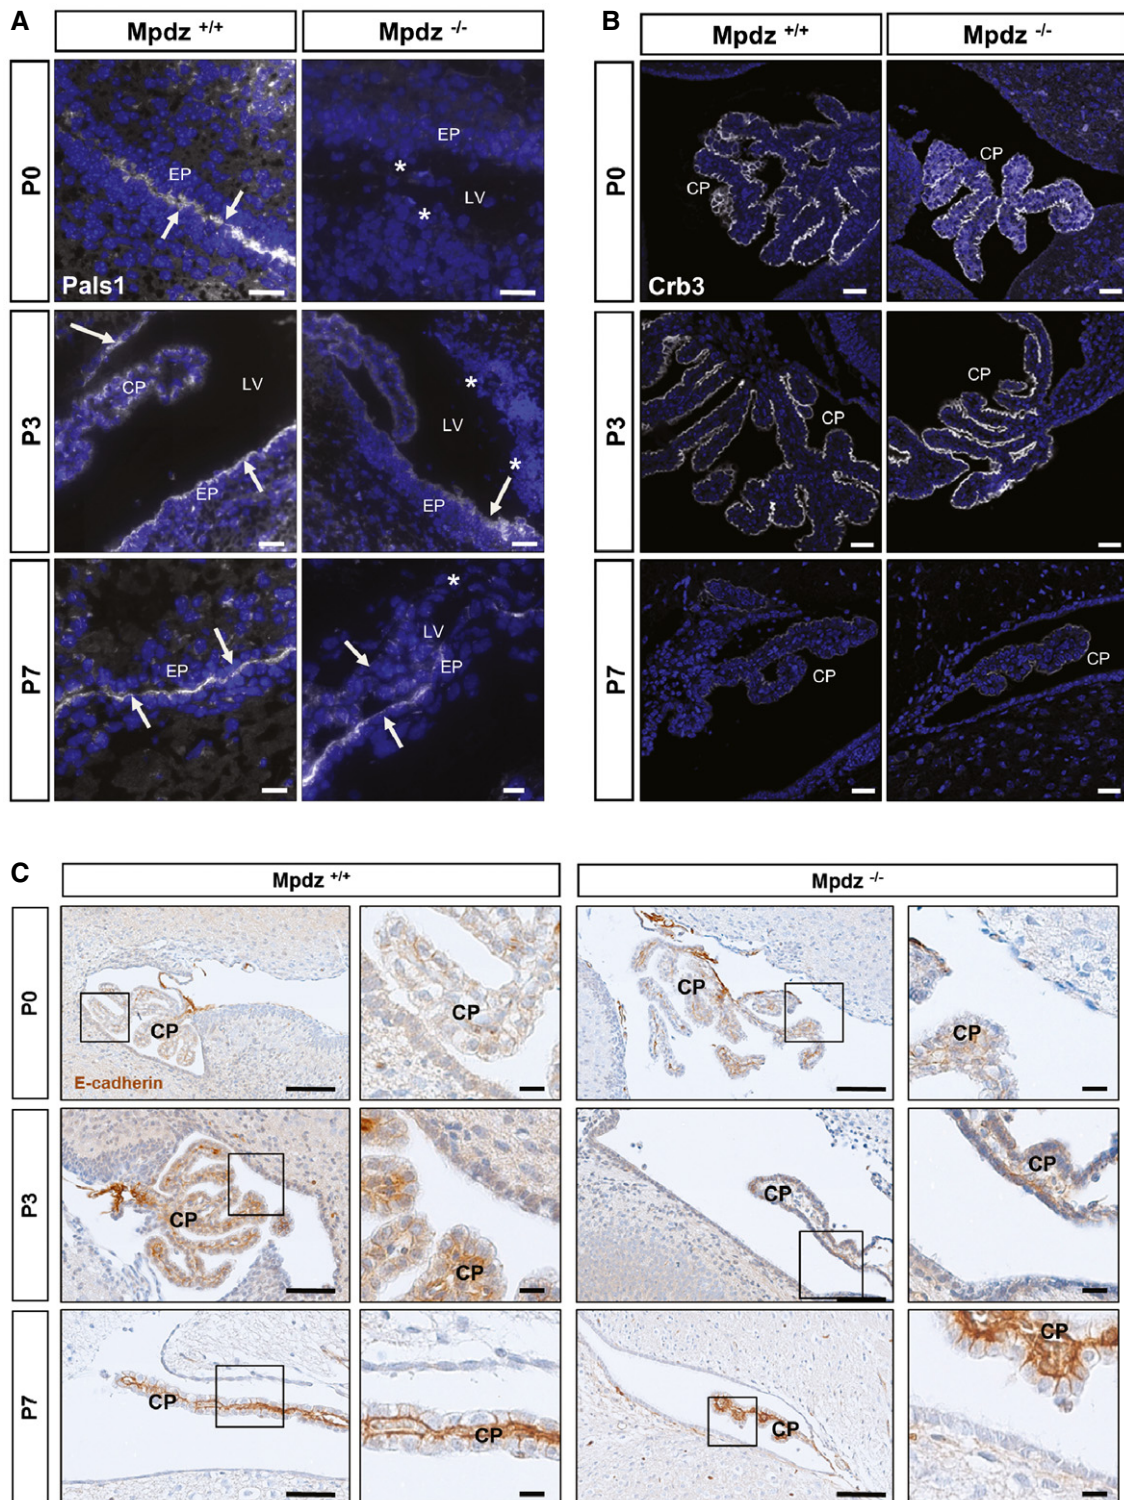 A
Mpdz +/+
Mpdz -/-
P0
EP
Pals1
EP
*
LV
*
P3
CP
LV
EP
*
LV
*
EP
P7
EP
*
LV
EP
B
Mpdz +/+
Mpdz -/-
P0
CP
Crb3
CP
P3
CP
CP
P7
CP
CP
C
Mpdz +/+
Mpdz -/-
P0
CP
E-cadherin
CP
CP
CP
P3
CP
CP
CP
CP
P7
CP
CP
CP
CP